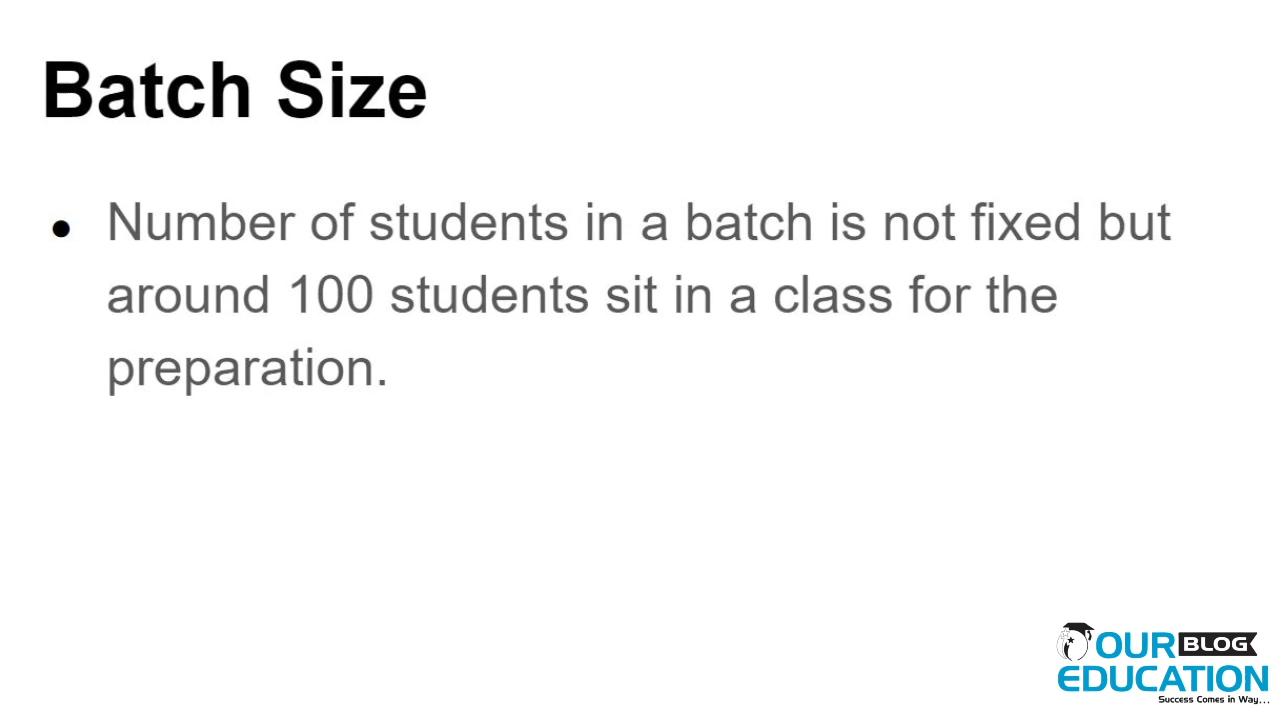 Batch Size
● Number of students in a batch is not fixed but
around 100 students sit in a class for the
preparation.
OUR BLOG
EDUCATION
Success Comes in Way...